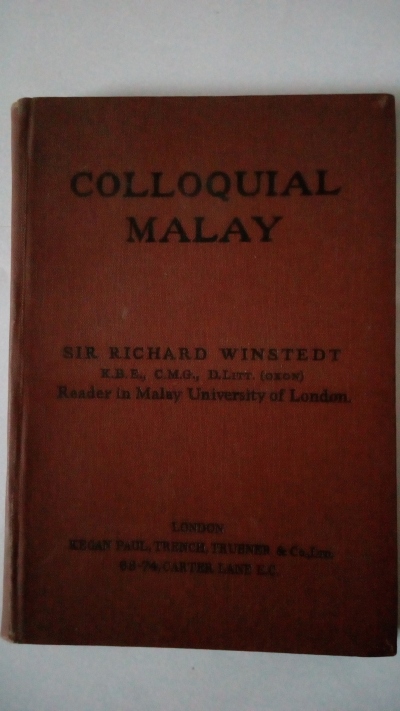 COLLOQUIAL
MALAY
SIR RICHARD WINSTEDT
K.B.E., C.M.G., D.LITT. (OXON)
Reader in Malay University of London.
LONDON
KEGAN PAUL, TRENCH, TRUBNER & Co., LTD.
68-74, CARTER LANE E.C.